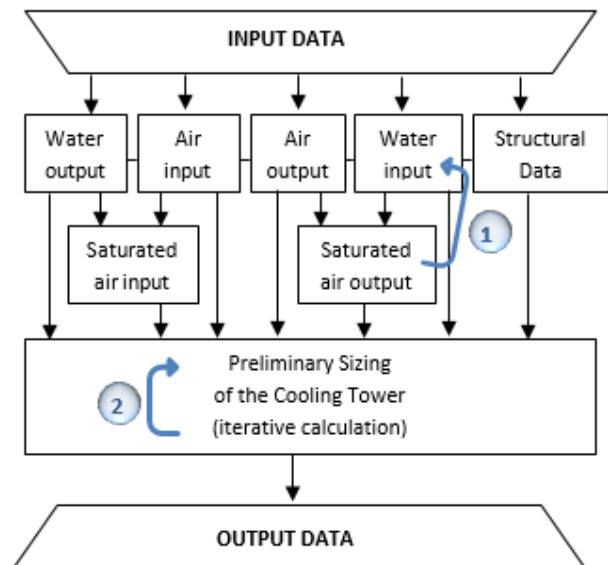 INPUT DATA
Water
output
Air
input
Air
output
Water
input
Structural
Data
1
Saturated
air input
Saturated
air output
Preliminary Sizing
of the Cooling Tower
(iterative calculation)
2
OUTPUT DATA